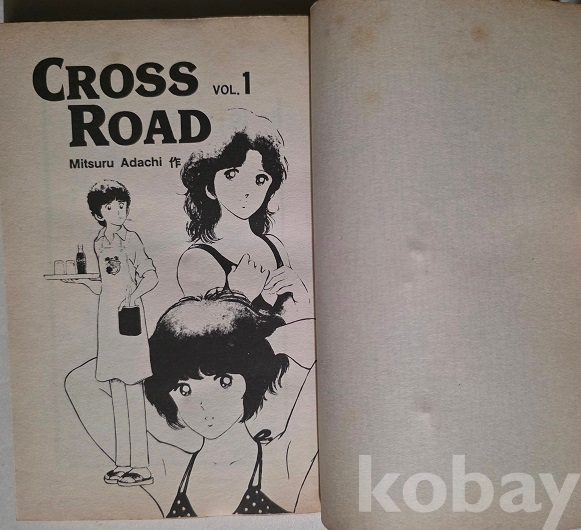 CROSS VOL.1
ROAD
Mitsuru Adachi 作
kobay